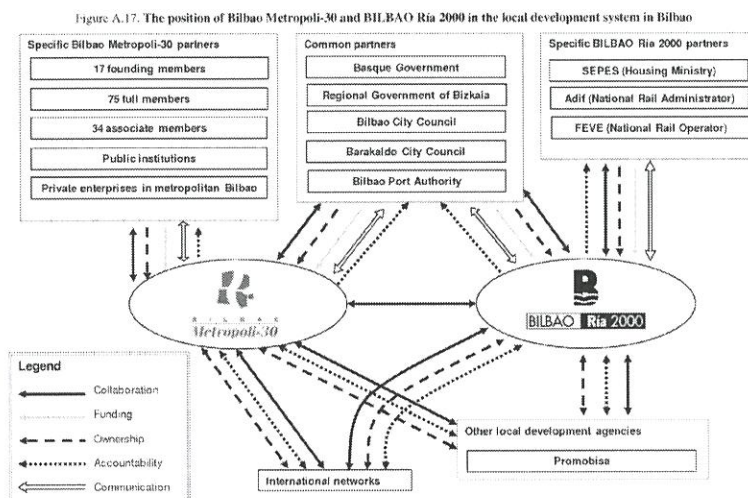 Figure A.17. The position of Bilbao Metropoli-30 and BILBAO Ría 2000 in the local development system in Bilbao
Specific Bilbao Metropoli-30 partners
17 founding members
75 full members
34 associate members
Public institutions
Private enterprises in metropolitan Bilbao
Common partners
Basque Government
Regional Government of Bizkaia
Bilbao City Council
Barakaldo City Council
Bilbao Port Authority
Specific BILBAO Ría 2000 partners
SEPES (Housing Ministry)
Adif (National Rail Administrator)
FEVE (National Rail Operator)
BILBAO
Metropoli-30
BILBAO Ría 2000
Legend
Collaboration
Funding
Ownership
Accountability
Communication
International networks
Other local development agencies
Promobisa